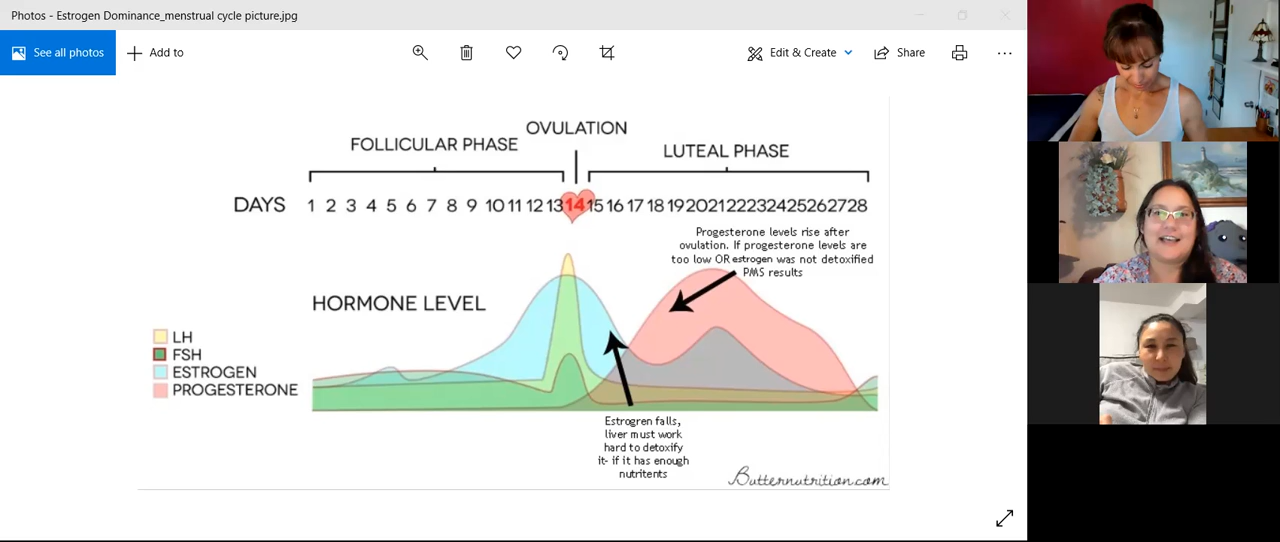 Photos - Estrogen Dominance_menstrual cycle picture.jpg
See all photos
Add to
Edit & Create
Share
OVULATION
FOLLICULAR PHASE
LUTEAL PHASE
DAYS 1 2 3 4 5 6 7 8 9 10 11 12 13 14 15 16 17 18 19 20 21 22 23 24 25 26 27 28
Progesterone levels rise after
ovulation. If progesterone levels are
too low OR estrogen was not detoxified
PMS results
HORMONE LEVEL
LH
FSH
ESTROGEN
PROGESTERONE
Estrogren falls,
liver must work
hard to detoxify
it- if it has enough
nutritents
Butternutrition.com